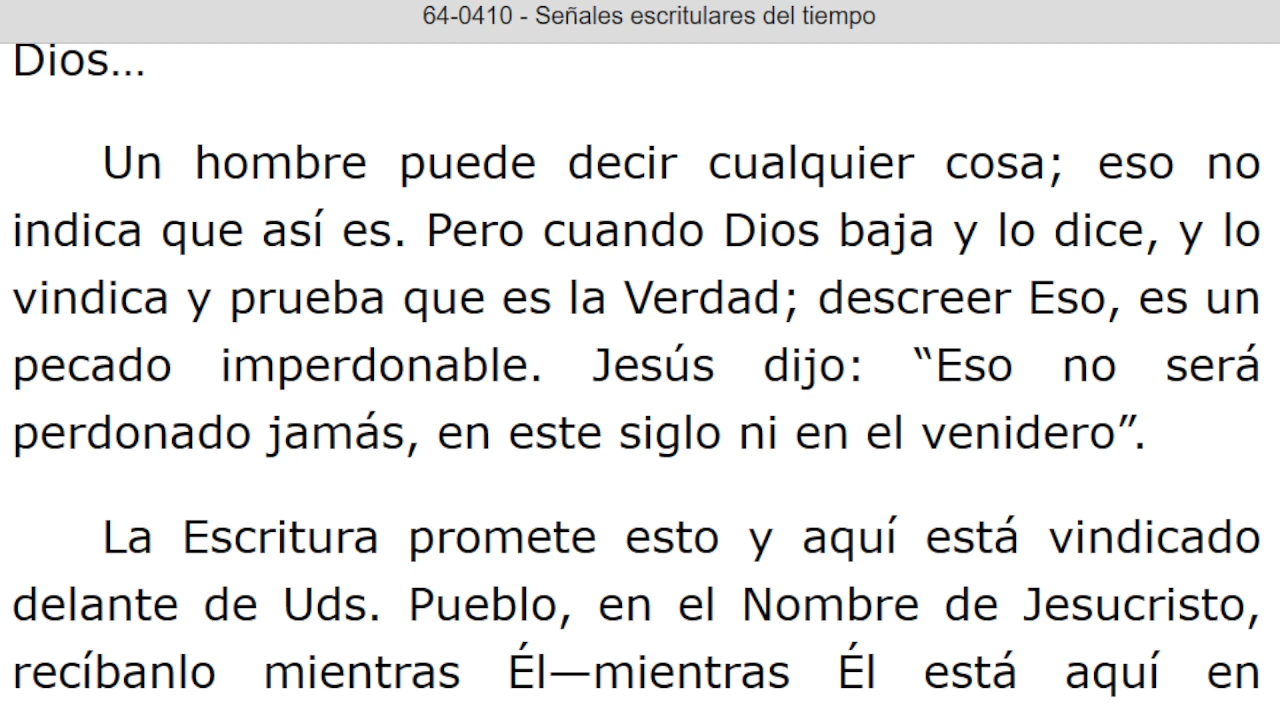 64-0410 - Señales escritulares del tiempo
Dios...
Un hombre puede decir cualquier cosa; eso no
indica que así es. Pero cuando Dios baja y lo dice, y lo
vindica y prueba que es la Verdad; descreer Eso, es un
pecado imperdonable. Jesús dijo: “Eso no será
perdonado jamás, en este siglo ni en el venidero”.
La Escritura promete esto y aquí está vindicado
delante de Uds. Pueblo, en el Nombre de Jesucristo,
recíbanlo mientras Él—mientras Él está aquí en